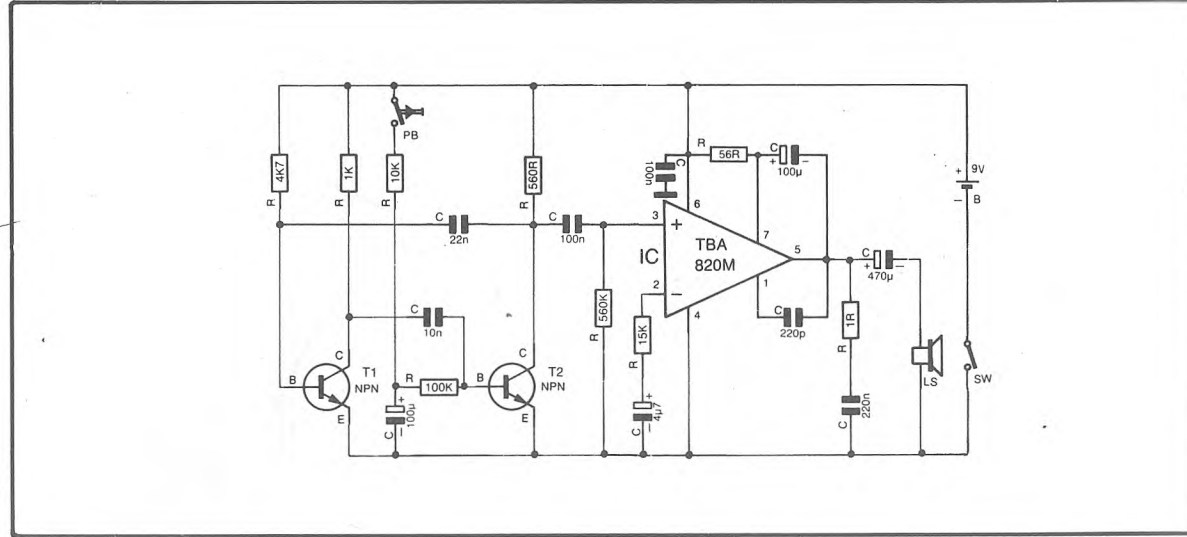 PB
4K7
R
1K
R
10K
R
560R
R
C
22n
C
100n
C
10n
R
100K
T1
NPN
B
C
E
T2
NPN
B
C
E
C
100µ
+
−
560K
R
C
100n
R
56R
C
+
−
100µ
3
6
+
TBA
820M
IC
7
5
2
−
1
4
15K
R
+
4µ7
C
−
C
220p
C
+
−
470µ
1R
R
220n
C
LS
+
9V
−
B
SW